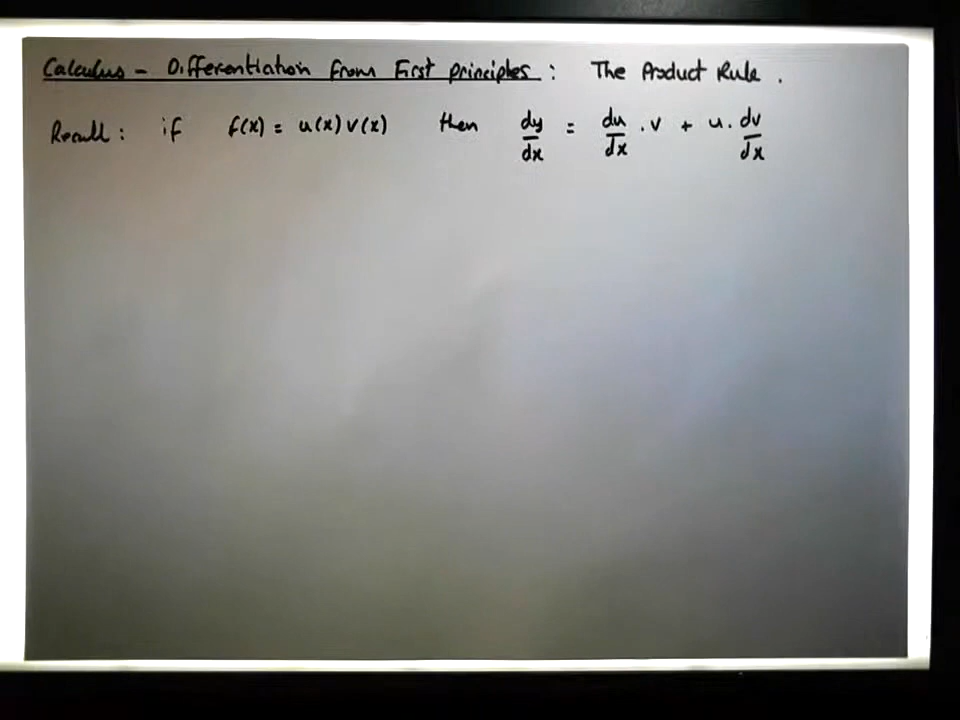 Calculus - Differentiation from First principles : The Product Rule .
Recall : if f(x) = u(x) v(x) then dy/dx = du/dx . v + u . dv/dx